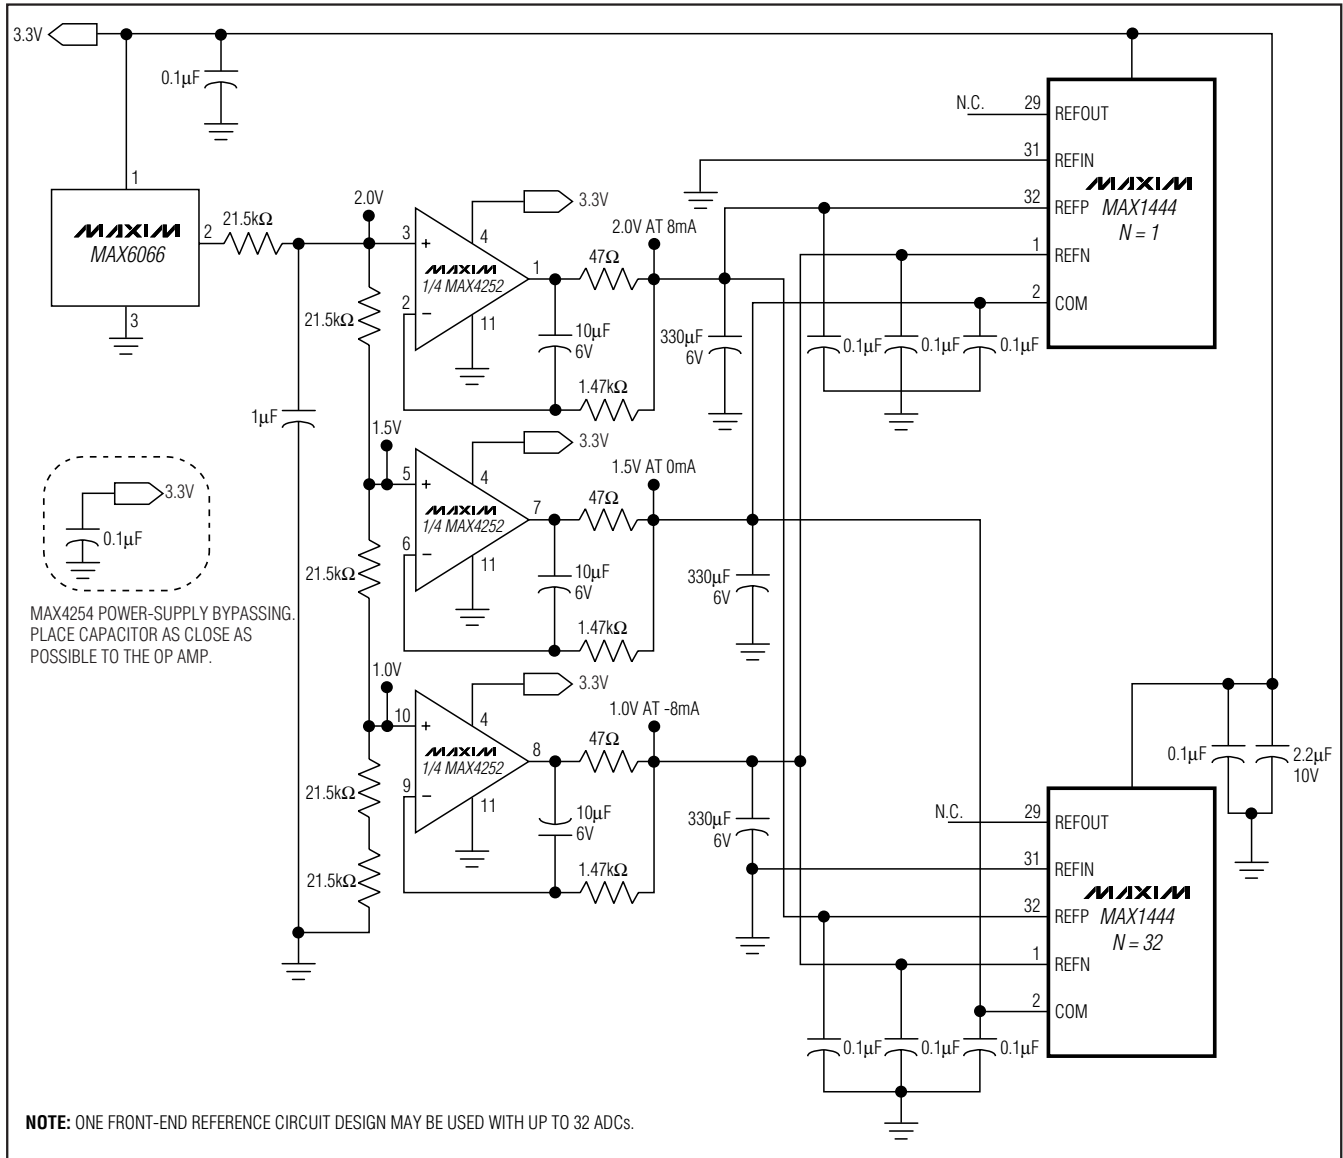 3.3V
0.1µF
1
MAXIM
MAX6066
2
3
21.5kΩ
2.0V
21.5kΩ
1µF
1.5V
21.5kΩ
1.0V
21.5kΩ
21.5kΩ
3.3V
0.1µF
MAX4254 POWER-SUPPLY BYPASSING.
PLACE CAPACITOR AS CLOSE AS
POSSIBLE TO THE OP AMP.
3
+
4
3.3V
MAXIM
1/4 MAX4252
2
−
11
1
47Ω
2.0V AT 8mA
10µF
6V
1.47kΩ
330µF
6V
5
+
4
3.3V
MAXIM
1/4 MAX4252
6
−
11
7
47Ω
1.5V AT 0mA
10µF
6V
1.47kΩ
330µF
6V
10
+
4
3.3V
MAXIM
1/4 MAX4252
9
−
11
8
47Ω
1.0V AT -8mA
10µF
6V
1.47kΩ
330µF
6V
N.C.
29
REFOUT
31
REFIN
32
REFP
1
REFN
2
COM
MAXIM
MAX1444
N = 1
0.1µF
0.1µF
0.1µF
0.1µF
2.2µF
10V
N.C.
29
REFOUT
31
REFIN
32
REFP
1
REFN
2
COM
MAXIM
MAX1444
N = 32
0.1µF
0.1µF
0.1µF
NOTE: ONE FRONT-END REFERENCE CIRCUIT DESIGN MAY BE USED WITH UP TO 32 ADCs.